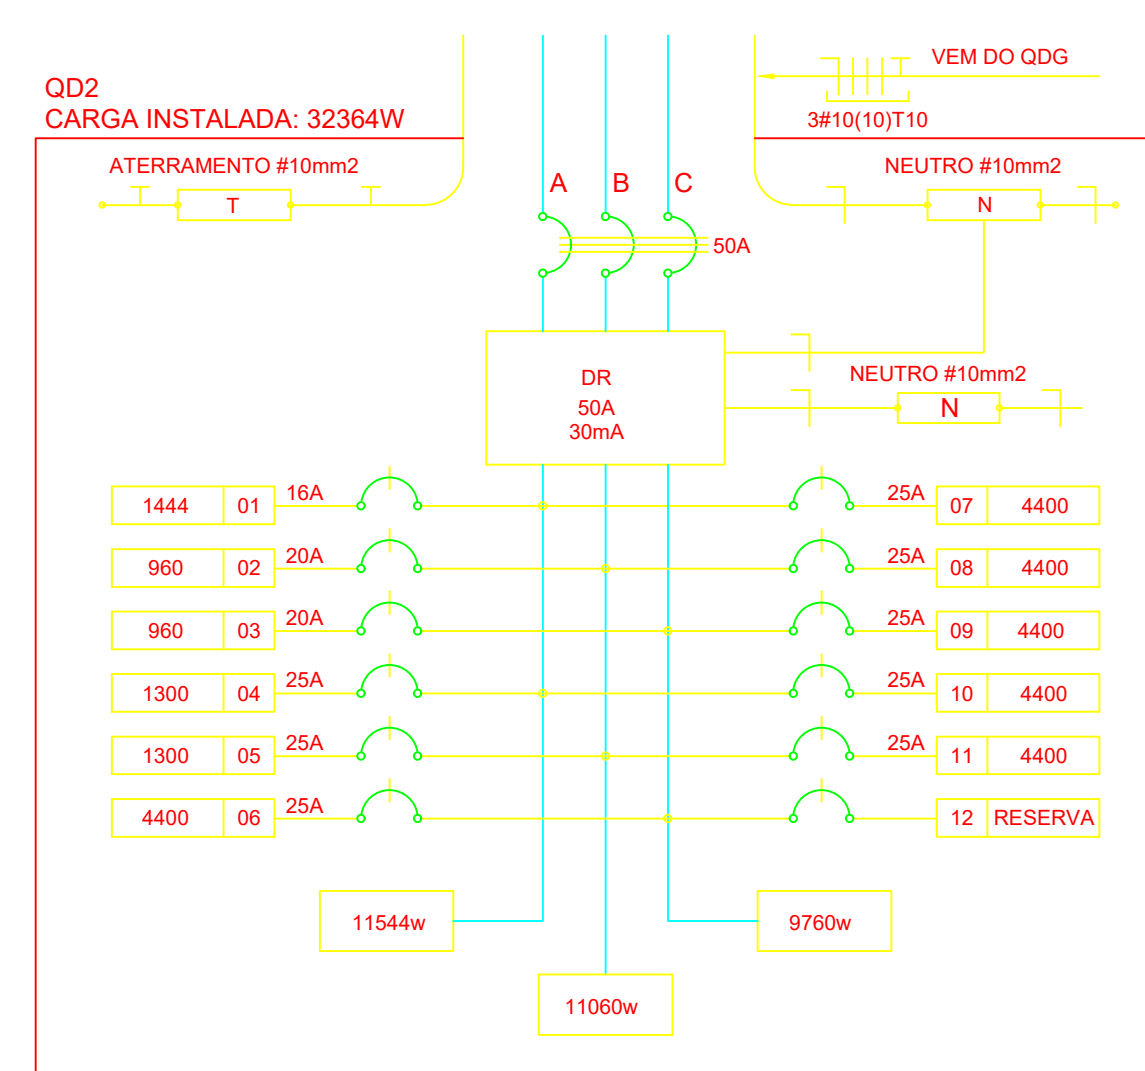 VEM DO QDG
QD2
CARGA INSTALADA: 32364W
3#10(10)T10
ATERRAMENTO #10mm2
NEUTRO #10mm2
T
A B C
N
50A
DR
50A
30mA
NEUTRO #10mm2
N
1444 01 16A
25A 07 4400
960 02 20A
25A 08 4400
960 03 20A
25A 09 4400
1300 04 25A
25A 10 4400
1300 05 25A
25A 11 4400
4400 06 25A
12 RESERVA
11544w
9760w
11060w